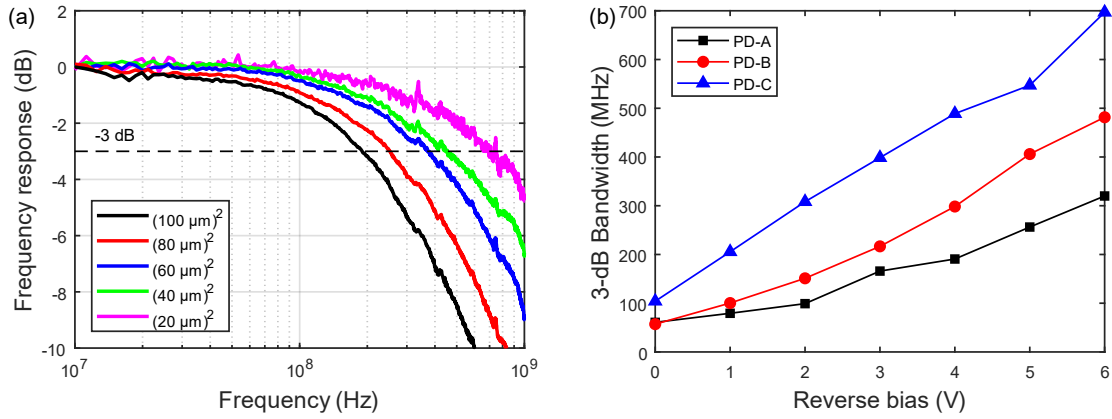 (a)
2
0
-2
-4
-6
-8
-10
Frequency response (dB)
-3 dB
(100 µm)²
(80 µm)²
(60 µm)²
(40 µm)²
(20 µm)²
10⁷
10⁸
10⁹
Frequency (Hz)
(b)
700
600
500
400
300
200
100
0
3-dB Bandwidth (MHz)
PD-A
PD-B
PD-C
0 1 2 3 4 5 6
Reverse bias (V)